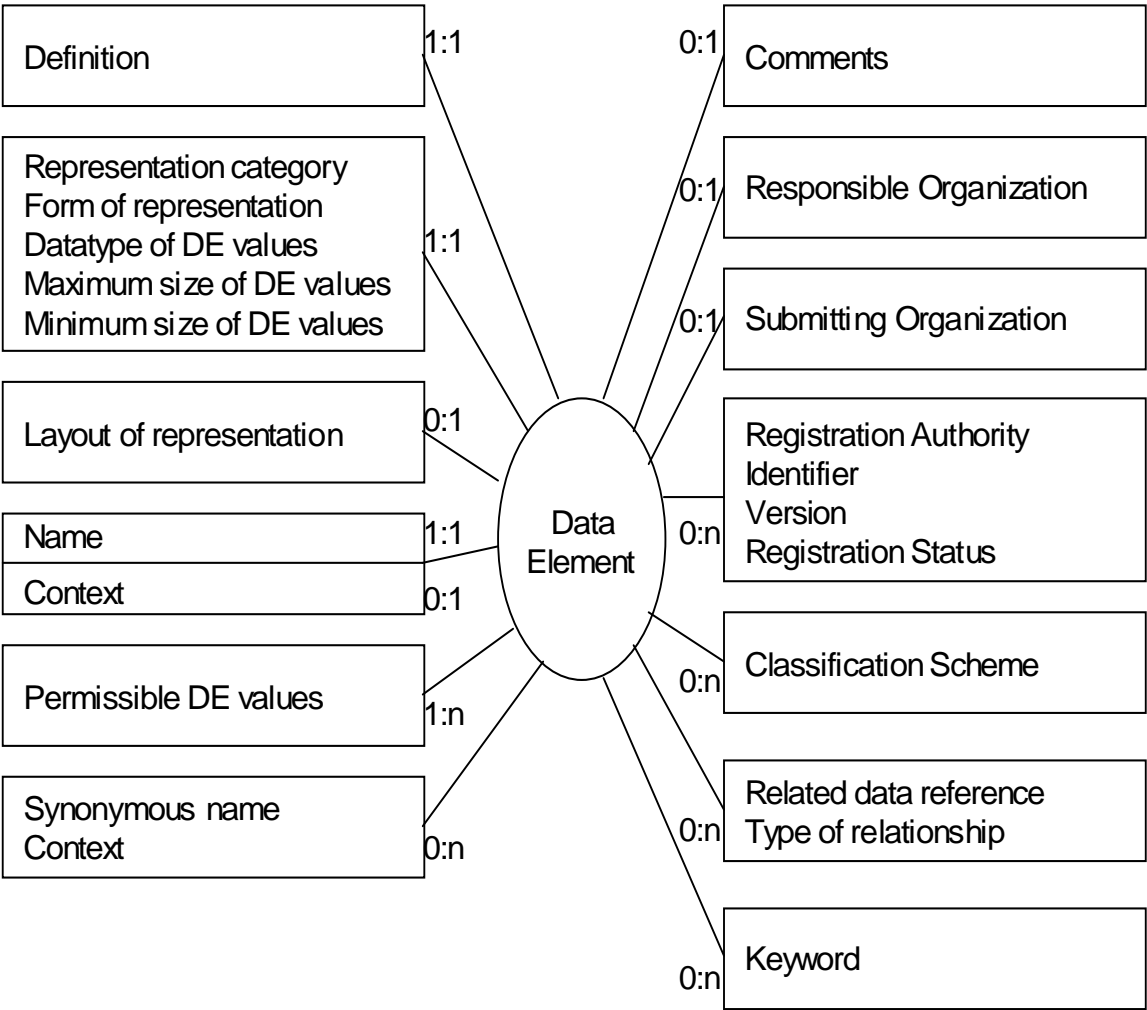 Definition
1:1
Representation category
Form of representation
Datatype of DE values
Maximum size of DE values
Minimum size of DE values
1:1
Layout of representation
0:1
Name
1:1
Context
0:1
Permissible DE values
1:n
Synonymous name
Context
0:n
Data
Element
0:1
Comments
0:1
Responsible Organization
0:1
Submitting Organization
Registration Authority
Identifier
Version
Registration Status
0:n
Classification Scheme
0:n
Related data reference
Type of relationship
0:n
Keyword
0:n